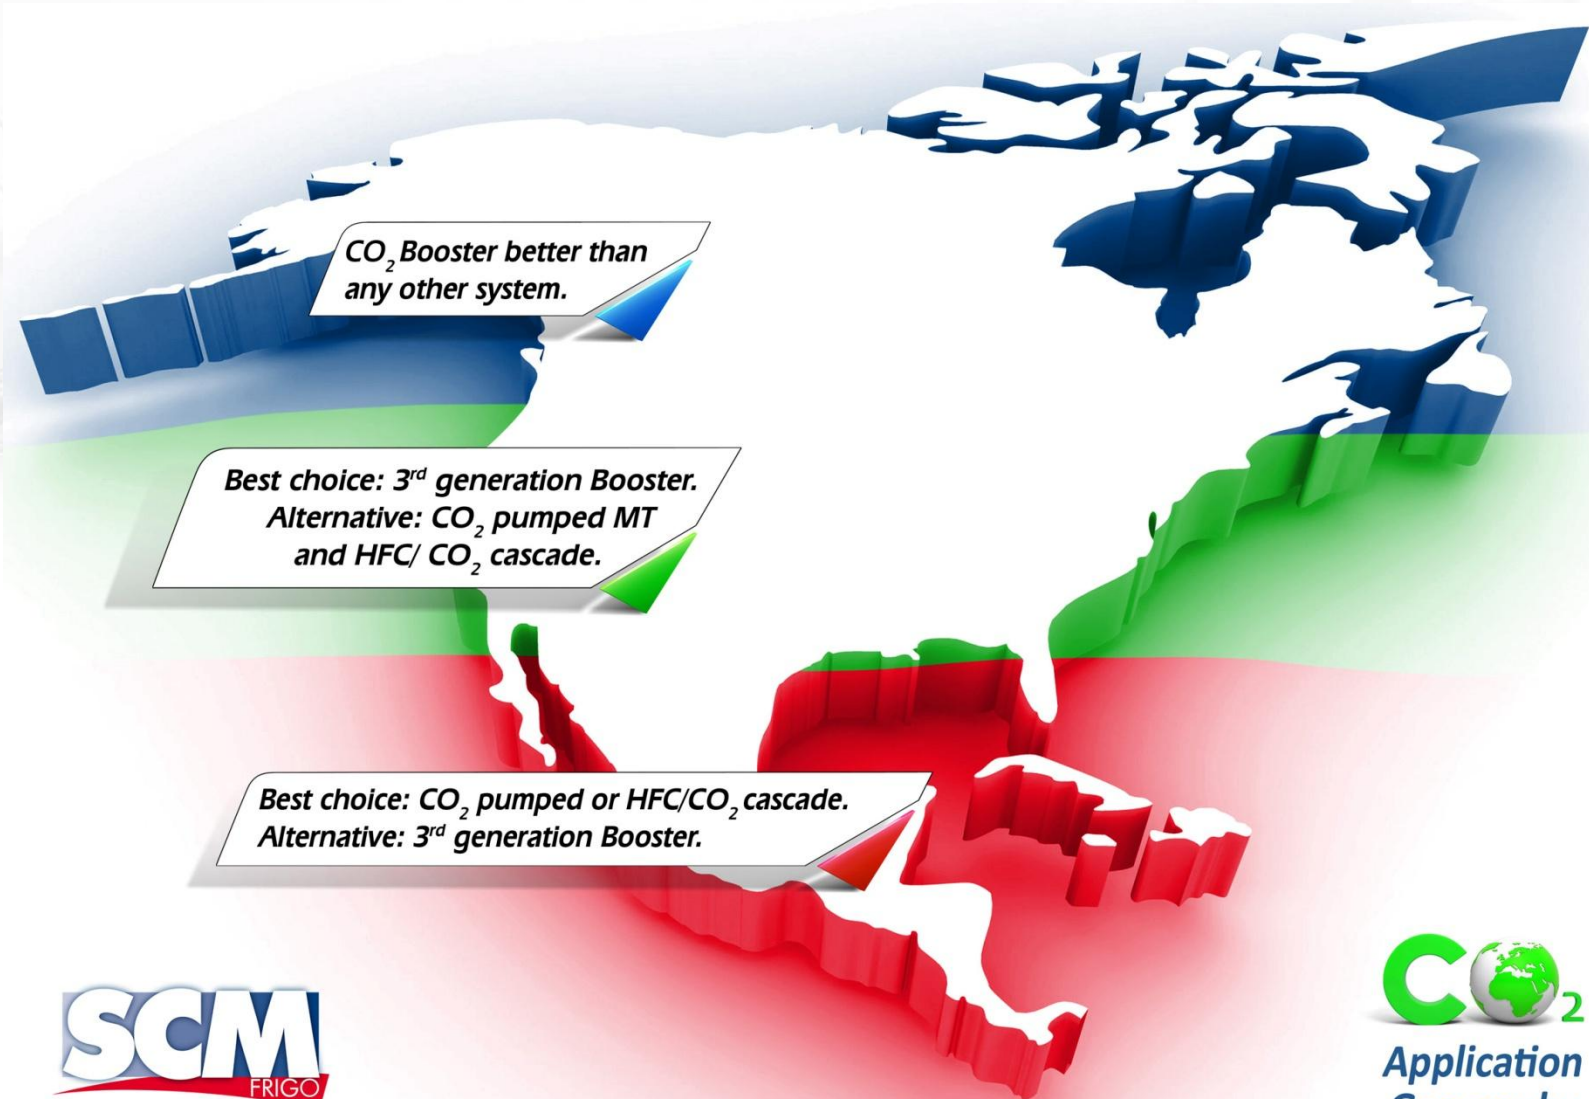 CO₂ Booster better than
any other system.
Best choice: 3rd generation Booster.
Alternative: CO₂ pumped MT
and HFC/ CO₂ cascade.
Best choice: CO₂ pumped or HFC/CO₂ cascade.
Alternative: 3rd generation Booster.
SCM
FRIGO
CO₂
Application